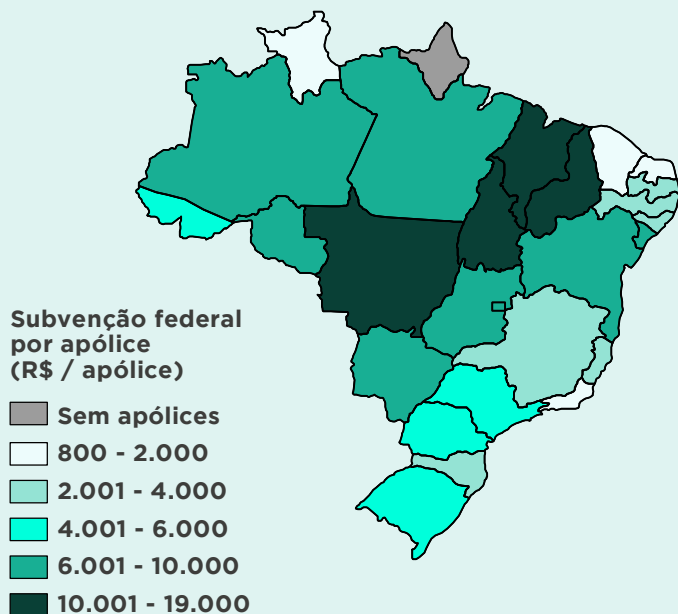 Subvenção federal
por apólice
(R$ / apólice)
Sem apólices
800 - 2.000
2.001 - 4.000
4.001 - 6.000
6.001 - 10.000
10.001 - 19.000